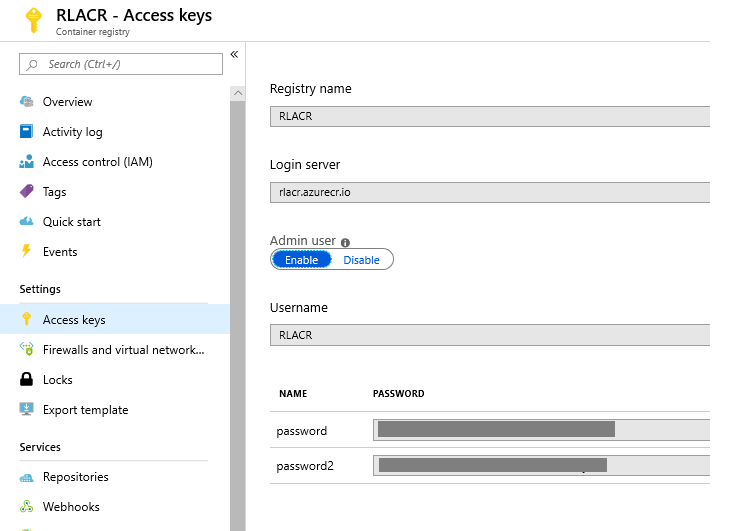 RLACR - Access keys
Container registry
Search (Ctrl+/)
«
Overview
Activity log
Access control (IAM)
Tags
Quick start
Events
Settings
Access keys
Firewalls and virtual network...
Locks
Export template
Services
Repositories
Webhooks
Registry name
RLACR
Login server
rlacr.azurecr.io
Admin user
Enable Disable
Username
RLACR
NAME PASSWORD
password
password2